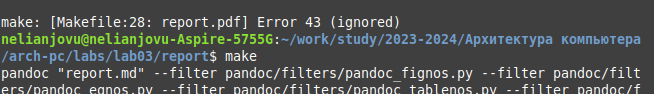 make: [Makefile:28: report.pdf] Error 43 (ignored)
nelianjovu@nelianjovu-Aspire-5755G:~/work/study/2023-2024/Архитектура компьютера
/arch-pc/labs/lab03/report$ make
pandoc "report.md" --filter pandoc/filters/pandoc_fignos.py --filter pandoc/filt
ers/pandoc_eqnos.py --filter pandoc/filters/pandoc_tablenos.py --filter pandoc/f